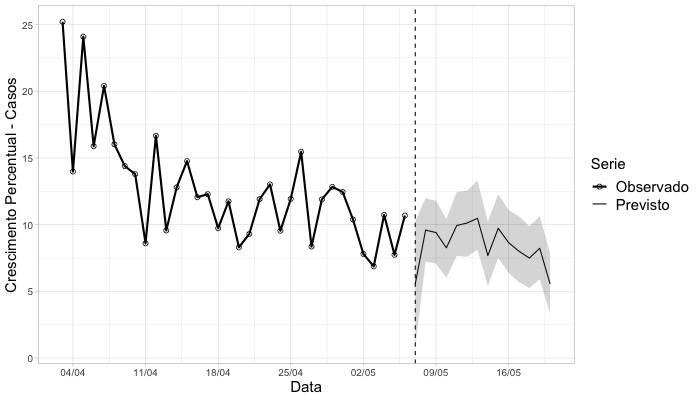 Crescimento Percentual - Casos
25
20
15
10
5
0
04/04 11/04 18/04 25/04 02/05 09/05 16/05
Data
Serie
Observado
Previsto